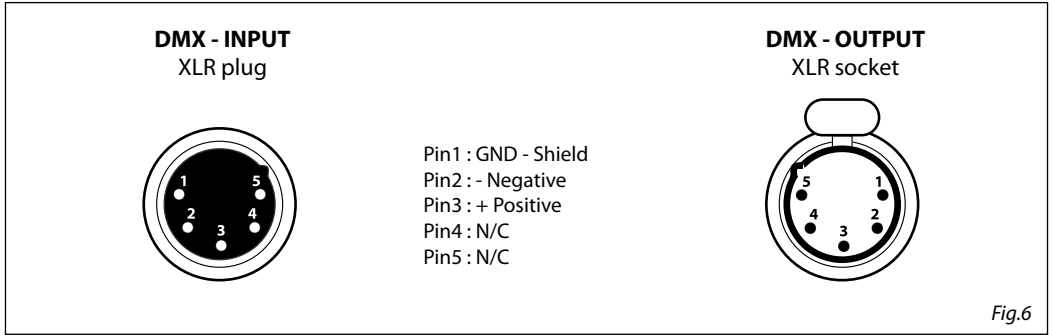 DMX - INPUT
XLR plug
DMX - OUTPUT
XLR socket
Pin1 : GND - Shield
Pin2 : - Negative
Pin3 : + Positive
Pin4 : N/C
Pin5 : N/C
1 5
2 4
3
5 1
4 2
3
Fig.6